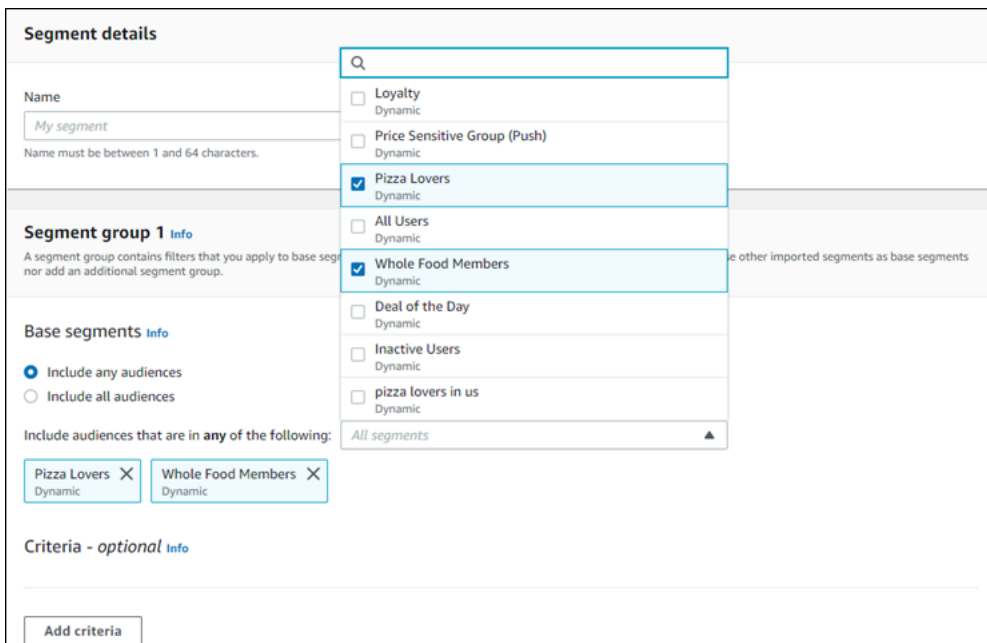 Segment details
Name
My segment
Name must be between 1 and 64 characters.
Loyalty
Dynamic
Price Sensitive Group (Push)
Dynamic
Pizza Lovers
Dynamic
All Users
Dynamic
Whole Food Members
Dynamic
Deal of the Day
Dynamic
Inactive Users
Dynamic
pizza lovers in us
Dynamic
Segment group 1 Info
A segment group contains filters that you apply to base segr e other imported segments as base segments
nor add an additional segment group.
Base segments Info
Include any audiences
Include all audiences
Include audiences that are in any of the following: All segments
Pizza Lovers Whole Food Members
Dynamic Dynamic
Criteria - optional Info
Add criteria